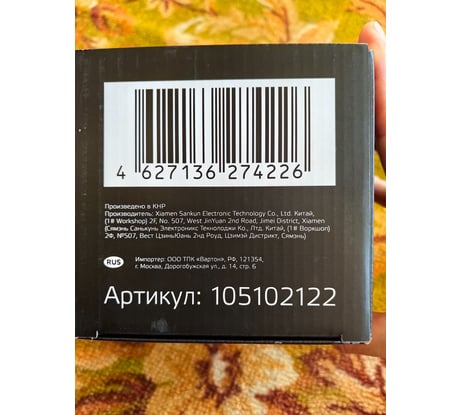 4 627136 274226
Произведено в КНР
Производитель: Xiamen Sankun Electronic Technology Co., Ltd. Китай,
(1# Workshop) 2F, No. 507, West JinYuan 2nd Road, Jimei District, Xiamen
(Сямэнь Санькунь Электроникс Технолоджи Ко., Лтд. Китай, (1# Воркшоп)
2Ф, №507, Вест ЦзиньЮань 2нд Роуд, Цзимэй Дистрикт, Сямэнь)
RUS
Импортер: ООО ТПК «Вартон», РФ, 121354,
г. Москва, Дорогобужская ул., д. 14, стр. 6
Артикул: 105102122